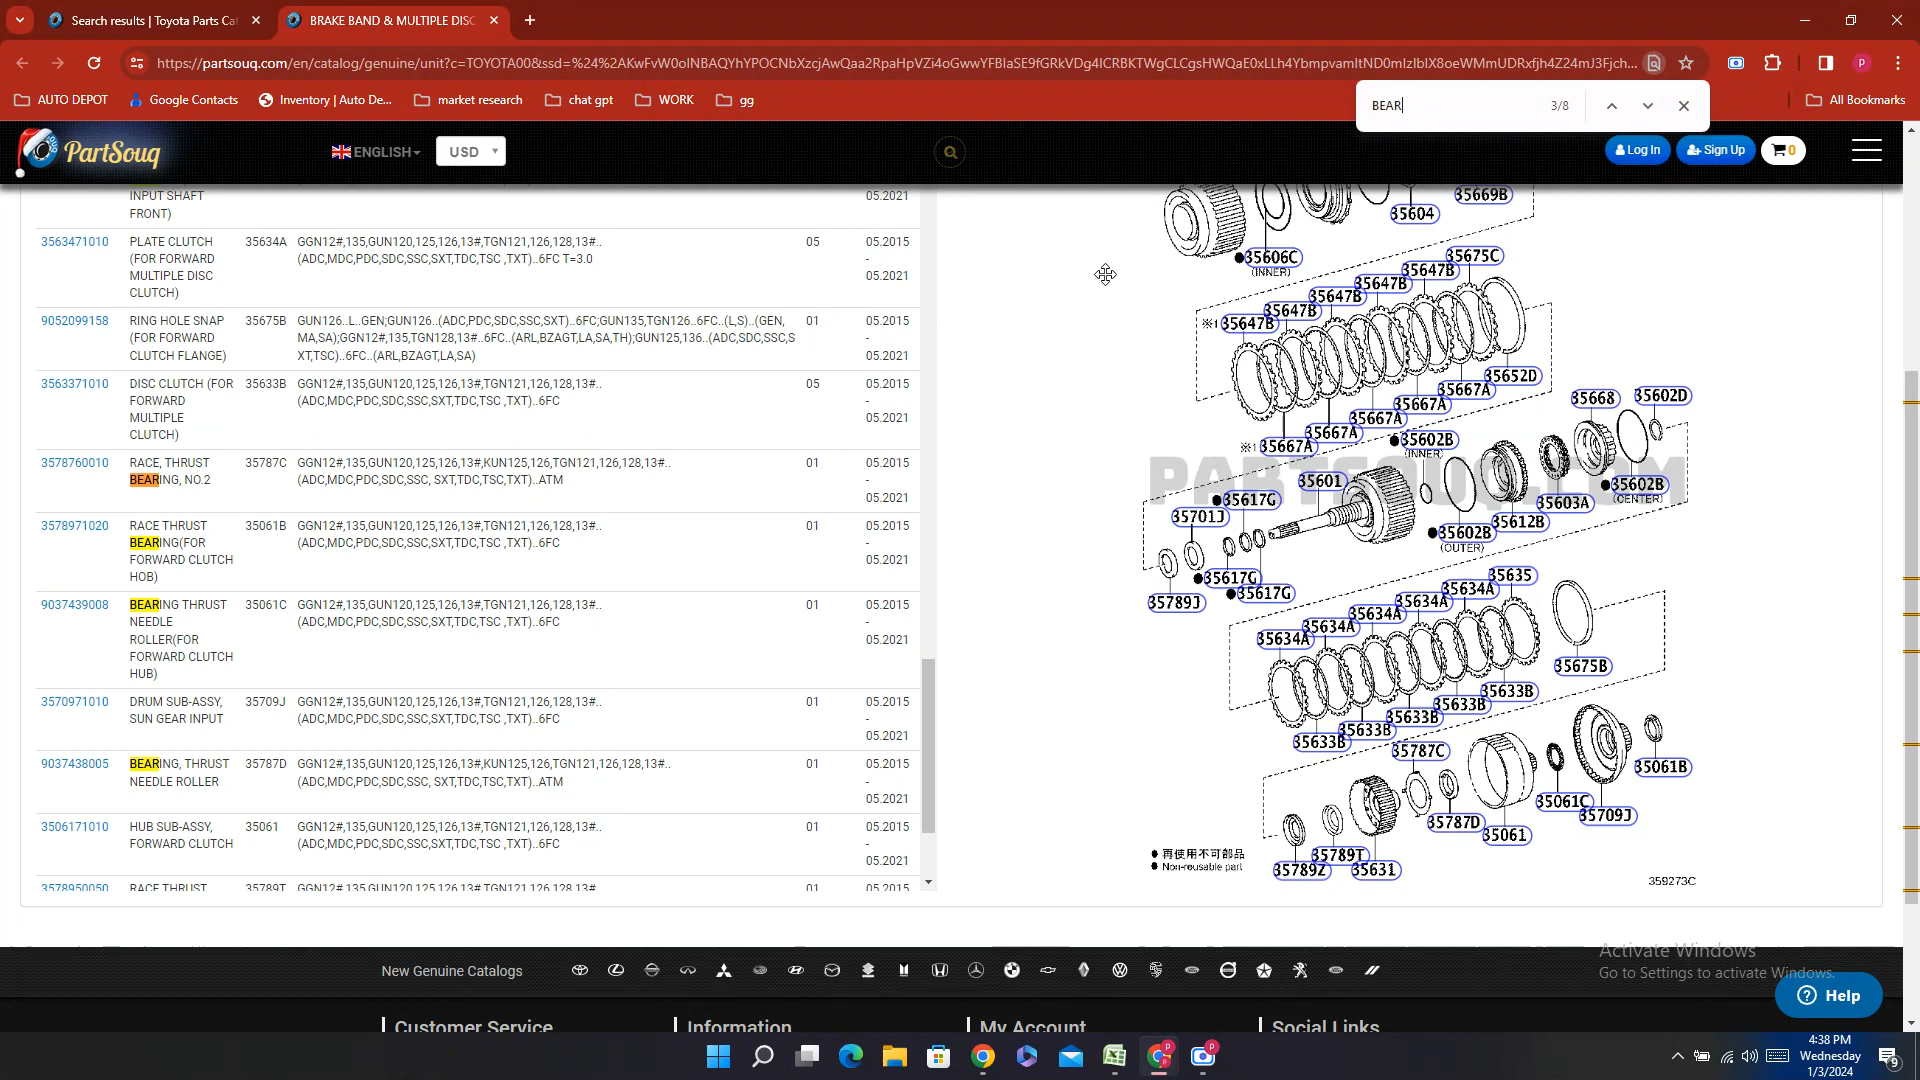 Search results | Toyota Parts Cat
BRAKE BAND & MULTIPLE DISC
https://partsouq.com/en/catalog/genuine/unit?c=TOYOTA00&ssd=
AUTO DEPOT
Google Contacts
Inventory | Auto De...
market research
chat gpt
WORK
gg
All Bookmarks
BEAR
3/8
PartSouq
ENGLISH
USD
Log In
Sign Up
0
INPUT SHAFT
FRONT)
05.2021
3563471010 PLATE CLUTCH 35634A GGN12#,135,GUN120,125,126,13#,TGN121,126,128,13#.. 05 05.2015
(FOR FORWARD (ADC,MDC,PDC,SDC,SSC,SXT,TDC,TSC ,TXT)..6FC T=3.0 -
MULTIPLE DISC 05.2021
CLUTCH)
9052099158 RING HOLE SNAP 35675B GUN126..L..GEN;GUN126..(ADC,PDC,SDC,SSC,SXT)..6FC;GUN135,TGN126..6FC..(L,S)..(GEN, 01 05.2015
(FOR FORWARD MA,SA);GGN12#,135,TGN128,13#..6FC..(ARL,BZAGT,LA,SA,TH);GUN125,136..(ADC,SDC,SSC,S -
CLUTCH FLANGE) XT,TSC)..6FC..(ARL,BZAGT,LA,SA) 05.2021
3563371010 DISC CLUTCH (FOR 35633B GGN12#,135,GUN120,125,126,13#,TGN121,126,128,13#.. 05 05.2015
FORWARD (ADC,MDC,PDC,SDC,SSC,SXT,TDC,TSC ,TXT)..6FC -
MULTIPLE 05.2021
CLUTCH)
3578760010 RACE, THRUST 35787C GGN12#,135,GUN120,125,126,13#,KUN125,126,TGN121,126,128,13#.. 01 05.2015
BEARING, NO.2 (ADC,MDC,PDC,SDC,SSC, SXT,TDC,TSC,TXT)..ATM -
05.2021
3578971020 RACE THRUST 35061B GGN12#,135,GUN120,125,126,13#,TGN121,126,128,13#.. 01 05.2015
BEARING(FOR (ADC,MDC,PDC,SDC,SSC,SXT,TDC,TSC ,TXT)..6FC -
FORWARD CLUTCH 05.2021
HOB)
9037439008 BEARING THRUST 35061C GGN12#,135,GUN120,125,126,13#,TGN121,126,128,13#.. 01 05.2015
NEEDLE (ADC,MDC,PDC,SDC,SSC,SXT,TDC,TSC ,TXT)..6FC -
ROLLER(FOR 05.2021
FORWARD CLUTCH
HUB)
3570971010 DRUM SUB-ASSY, 35709J GGN12#,135,GUN120,125,126,13#,TGN121,126,128,13#.. 01 05.2015
SUN GEAR INPUT (ADC,MDC,PDC,SDC,SSC,SXT,TDC,TSC ,TXT)..6FC -
05.2021
9037438005 BEARING, THRUST 35787D GGN12#,135,GUN120,125,126,13#,KUN125,126,TGN121,126,128,13#.. 01 05.2015
NEEDLE ROLLER (ADC,MDC,PDC,SDC,SSC, SXT,TDC,TSC,TXT)..ATM -
05.2021
3506171010 HUB SUB-ASSY, 35061 GGN12#,135,GUN120,125,126,13#,TGN121,126,128,13#.. 01 05.2015
FORWARD CLUTCH (ADC,MDC,PDC,SDC,SSC,SXT,TDC,TSC ,TXT)..6FC -
05.2021
3578950050 RACE THRUST 35789T GGN12#,135,GUN120,125,126,13#,TGN121,126,128,13#.. 01 05.2015
35669B
35604
35606C
(INNER)
35675C
35647B
35647B
35647B
35647B
※1 35647B
35652D
35667A
35667A
35667A
35667A
※1 35667A
35668
35602D
35602B
(INNER)
PARTSOUQ.COM
35601
35602B
(CENTER)
35617G
35603A
35701J
35612B
35602B
(OUTER)
35617G
35617G
35789J
35635
35634A
35634A
35634A
35634A
35634A
35675B
35633B
35633B
35633B
35633B
35633B
35787C
35061B
35061C
35709J
35787D
35061
35789T
35789Z
35631
● 再使用不可部品
● Non-reusable part
359273C
New Genuine Catalogs
Activate Windows
Go to Settings to activate Windows.
Help
Customer Service
Information
My Account
Social Links
4:38 PM
Wednesday
1/3/2024
9